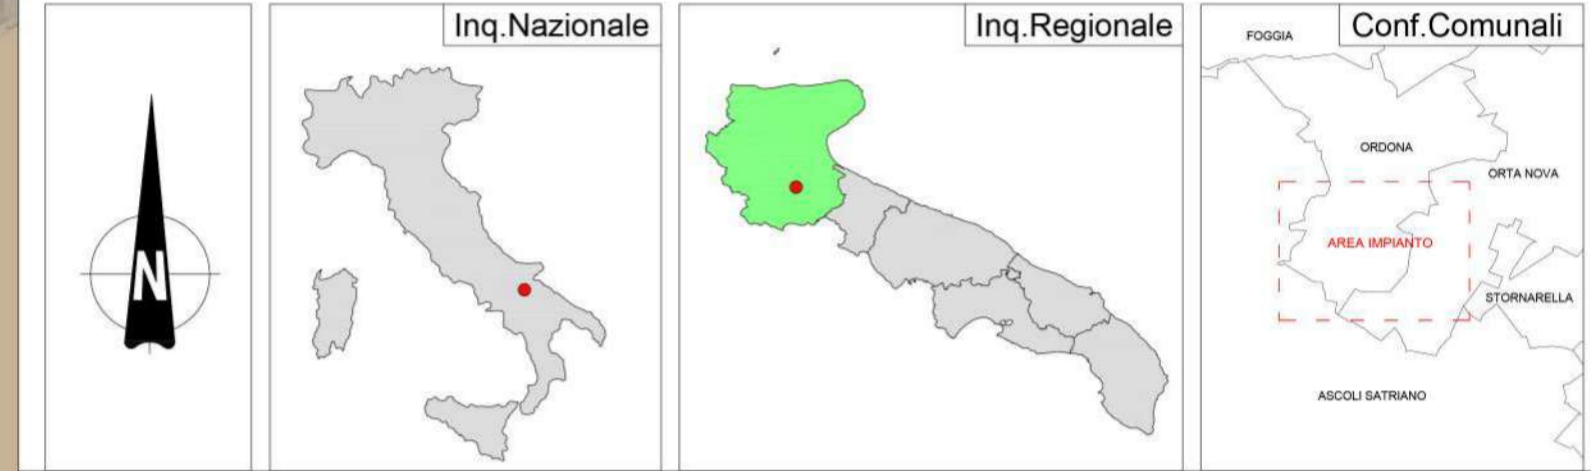 Inq.Nazionale
Inq.Regionale
Conf.Comunali
N
FOGGIA
ORDONA
ORTA NOVA
AREA IMPIANTO
STORNARELLA
ASCOLI SATRIANO